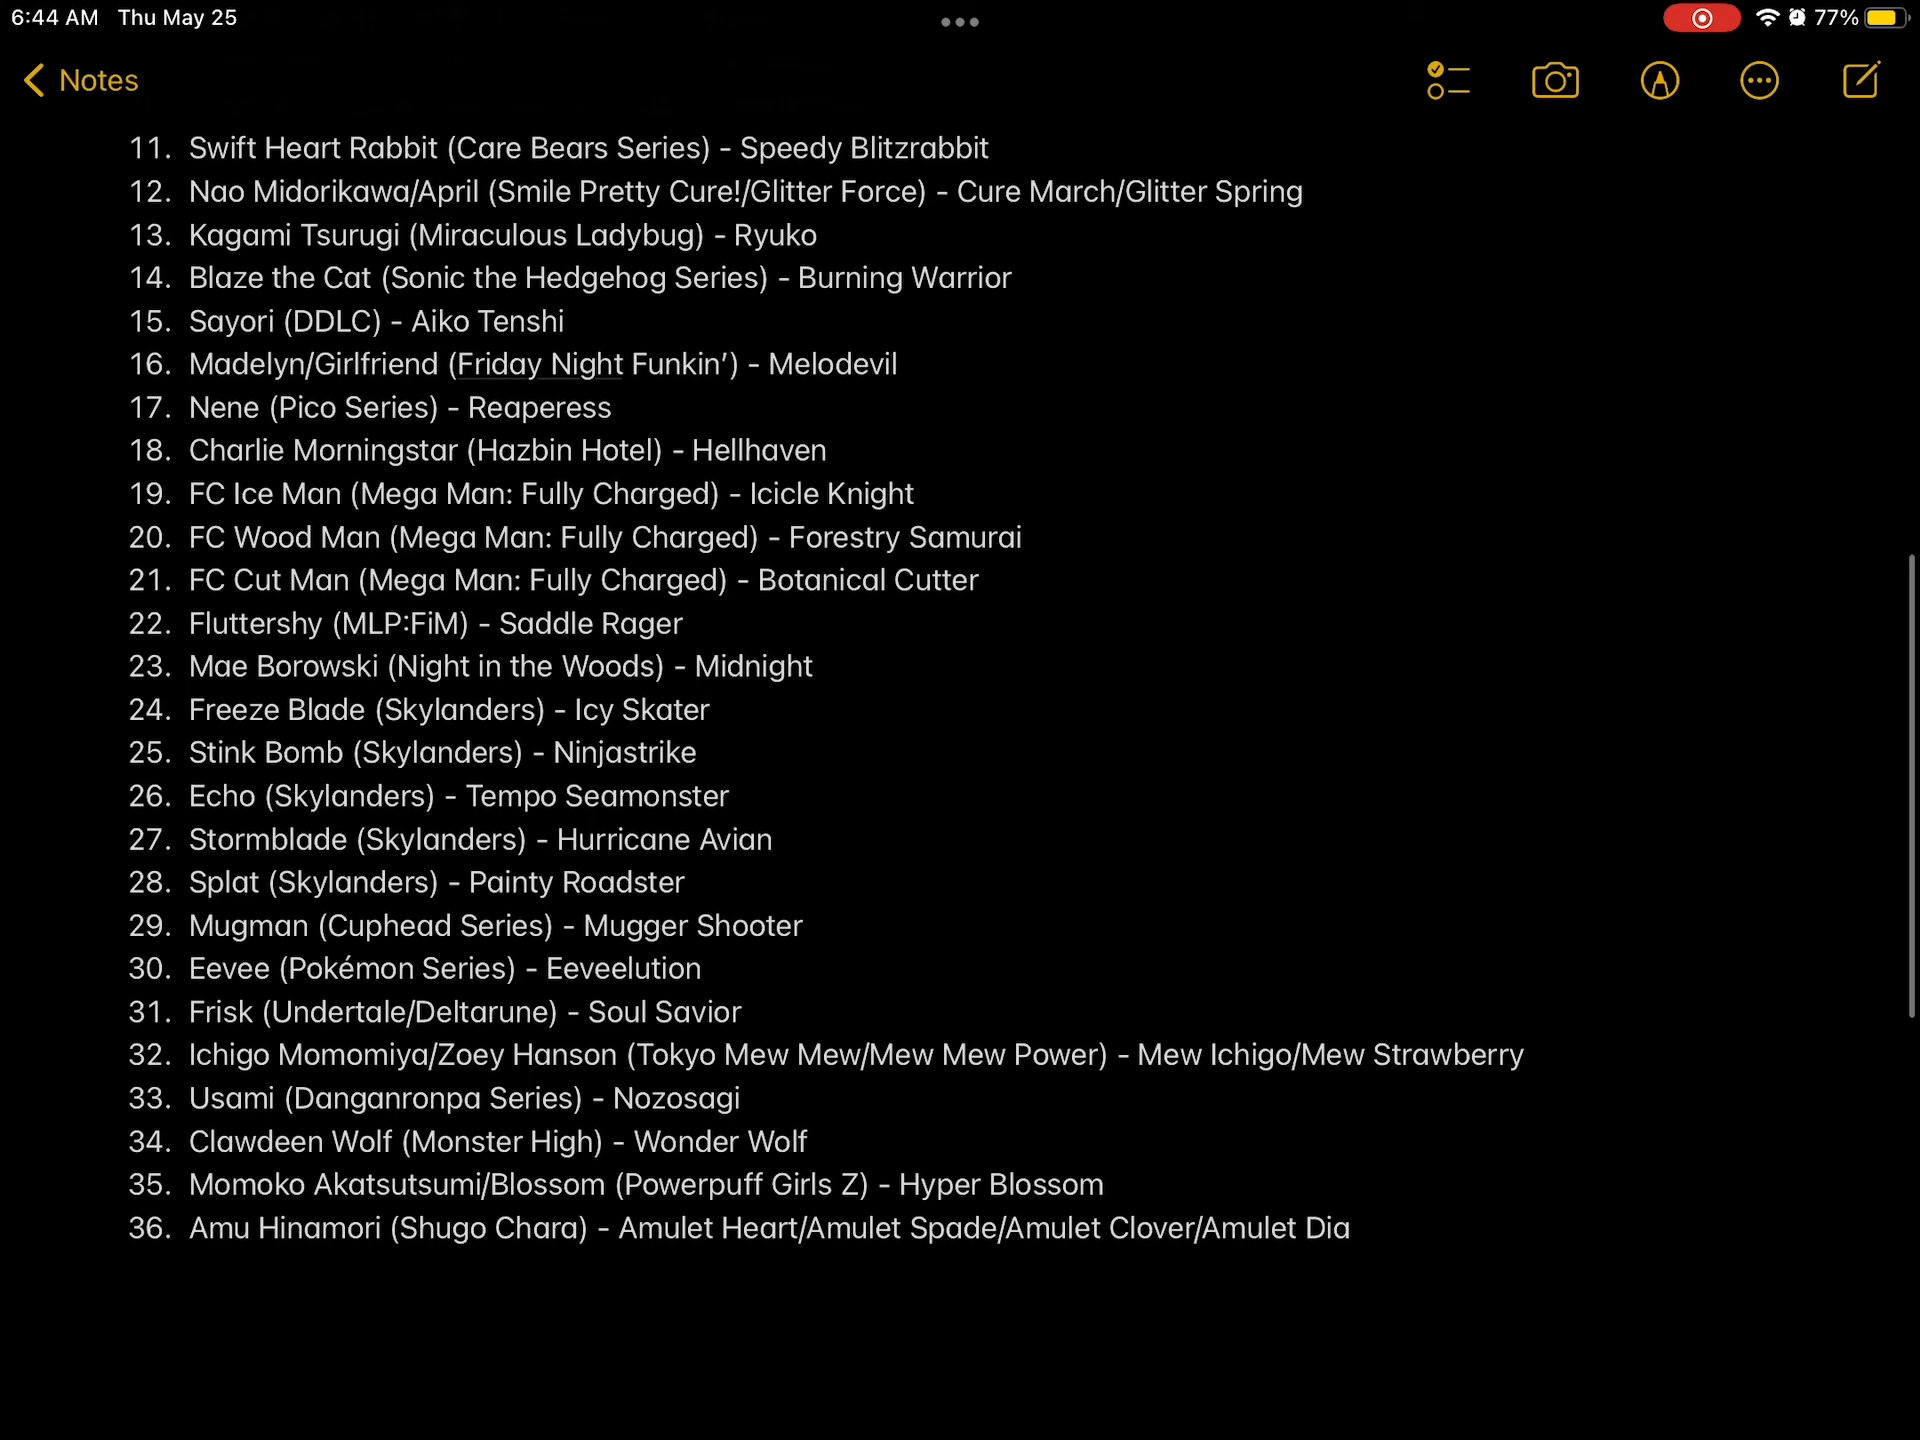 6:44 AM Thu May 25
77%
Notes
11. Swift Heart Rabbit (Care Bears Series) - Speedy Blitzrabbit
12. Nao Midorikawa/April (Smile Pretty Cure!/Glitter Force) - Cure March/Glitter Spring
13. Kagami Tsurugi (Miraculous Ladybug) - Ryuko
14. Blaze the Cat (Sonic the Hedgehog Series) - Burning Warrior
15. Sayori (DDLC) - Aiko Tenshi
16. Madelyn/Girlfriend (Friday Night Funkin’) - Melodevil
17. Nene (Pico Series) - Reaperess
18. Charlie Morningstar (Hazbin Hotel) - Hellhaven
19. FC Ice Man (Mega Man: Fully Charged) - Icicle Knight
20. FC Wood Man (Mega Man: Fully Charged) - Forestry Samurai
21. FC Cut Man (Mega Man: Fully Charged) - Botanical Cutter
22. Fluttershy (MLP:FiM) - Saddle Rager
23. Mae Borowski (Night in the Woods) - Midnight
24. Freeze Blade (Skylanders) - Icy Skater
25. Stink Bomb (Skylanders) - Ninjastrike
26. Echo (Skylanders) - Tempo Seamonster
27. Stormblade (Skylanders) - Hurricane Avian
28. Splat (Skylanders) - Painty Roadster
29. Mugman (Cuphead Series) - Mugger Shooter
30. Eevee (Pokémon Series) - Eeveelution
31. Frisk (Undertale/Deltarune) - Soul Savior
32. Ichigo Momomiya/Zoey Hanson (Tokyo Mew Mew/Mew Mew Power) - Mew Ichigo/Mew Strawberry
33. Usami (Danganronpa Series) - Nozosagi
34. Clawdeen Wolf (Monster High) - Wonder Wolf
35. Momoko Akatsutsumi/Blossom (Powerpuff Girls Z) - Hyper Blossom
36. Amu Hinamori (Shugo Chara) - Amulet Heart/Amulet Spade/Amulet Clover/Amulet Dia